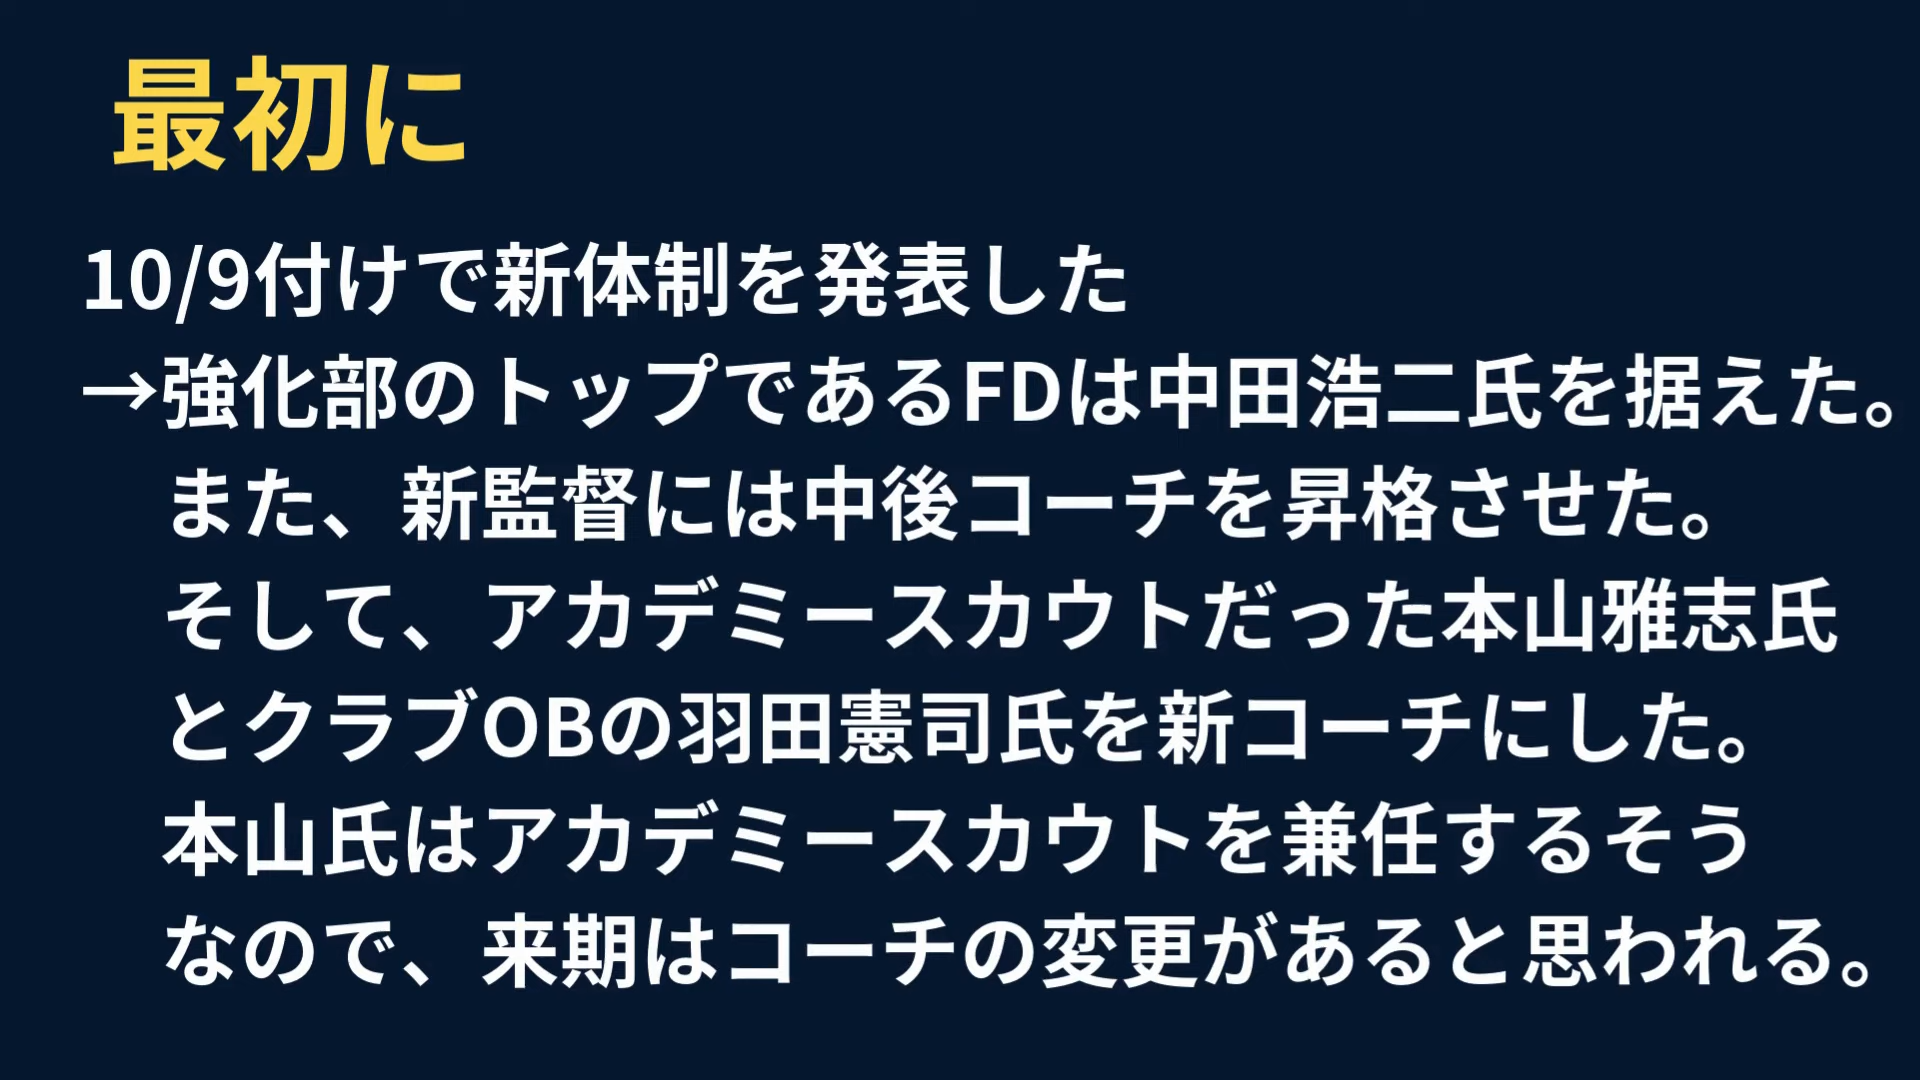 最初に
10/9付けで新体制を発表した
→強化部のトップであるFDは中田浩二氏を据えた。
また、新監督には中後コーチを昇格させた。
そして、アカデミースカウトだった本山雅志氏
とクラブOBの羽田憲司氏を新コーチにした。
本山氏はアカデミースカウトを兼任するそう
なので、来期はコーチの変更があると思われる。